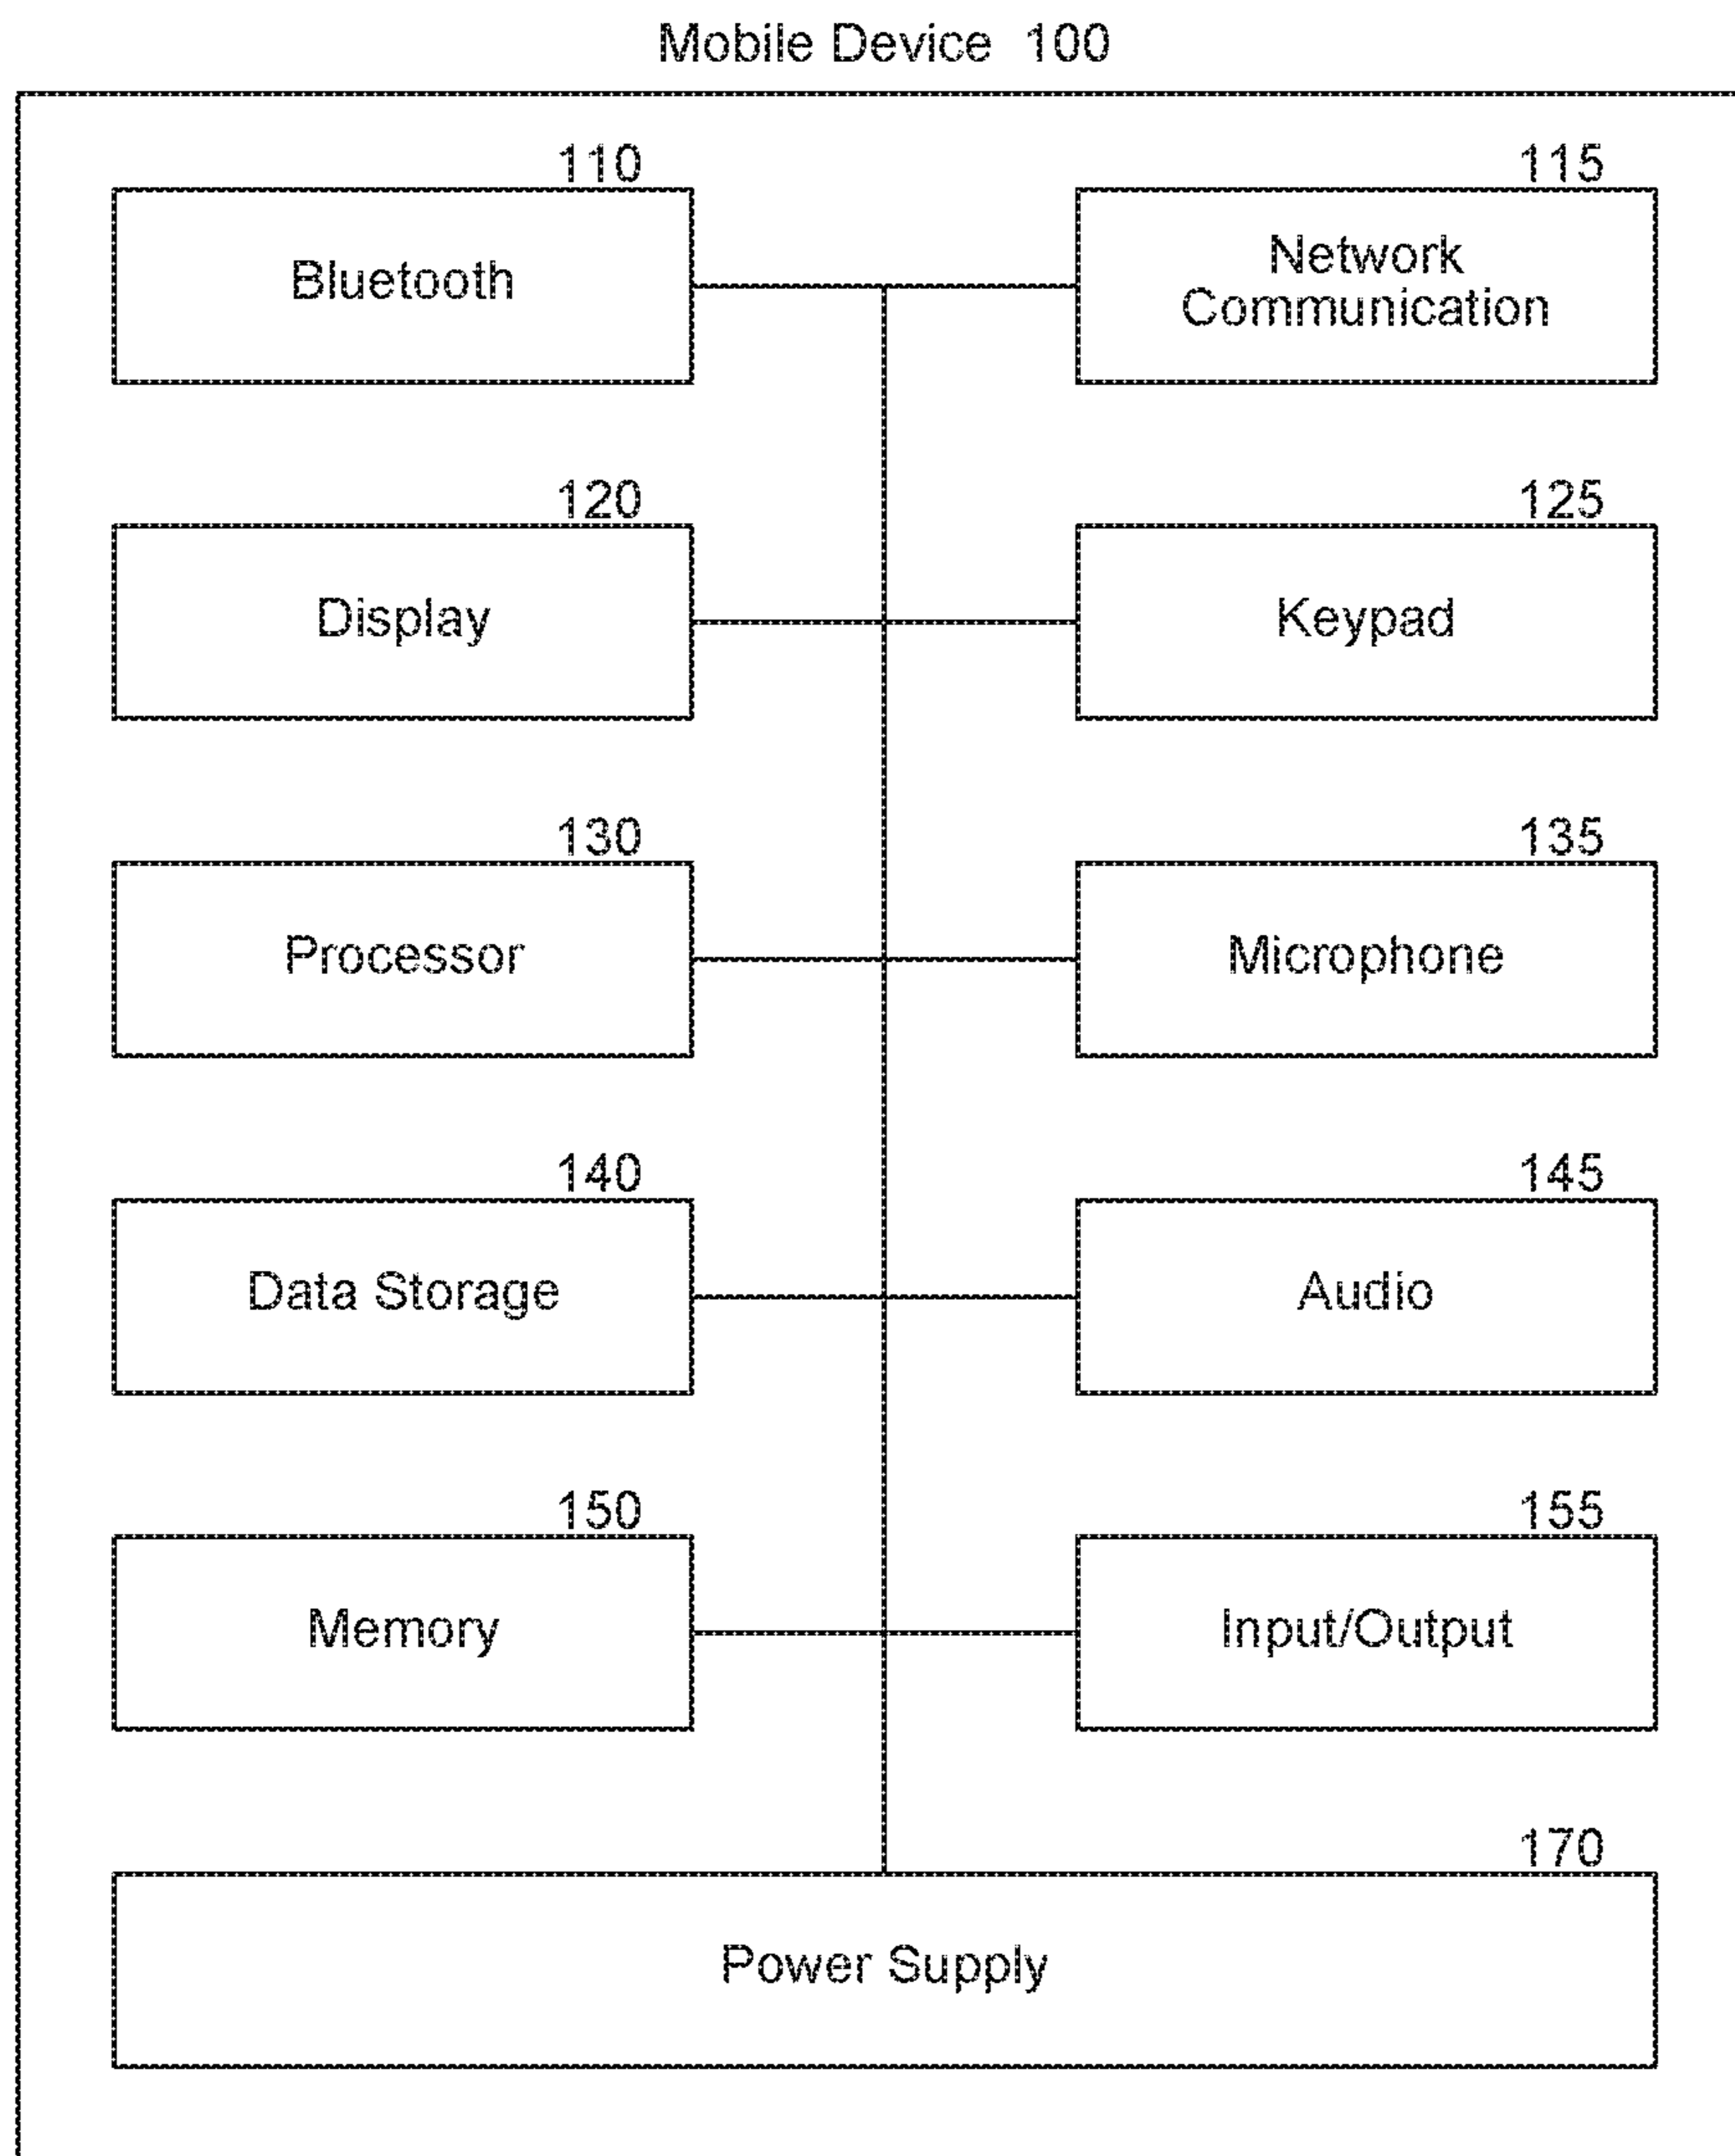 Mobile Device 100
110
Bluetooth
115
Network
Communication
120
Display
125
Keypad
130
Processor
135
Microphone
140
Data Storage
145
Audio
150
Memory
155
Input/Output
170
Power Supply